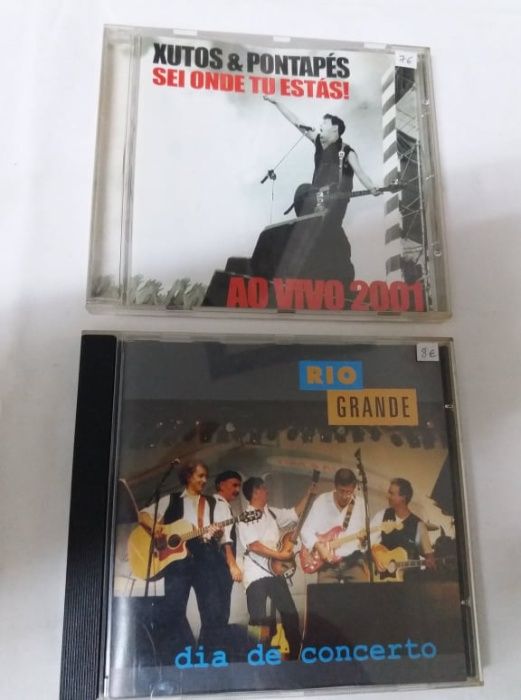 XUTOS & PONTAPÉS
SEI ONDE TU ESTÁS!
7€
AO VIVO 2001
RIO
GRANDE
8€
dia de concerto